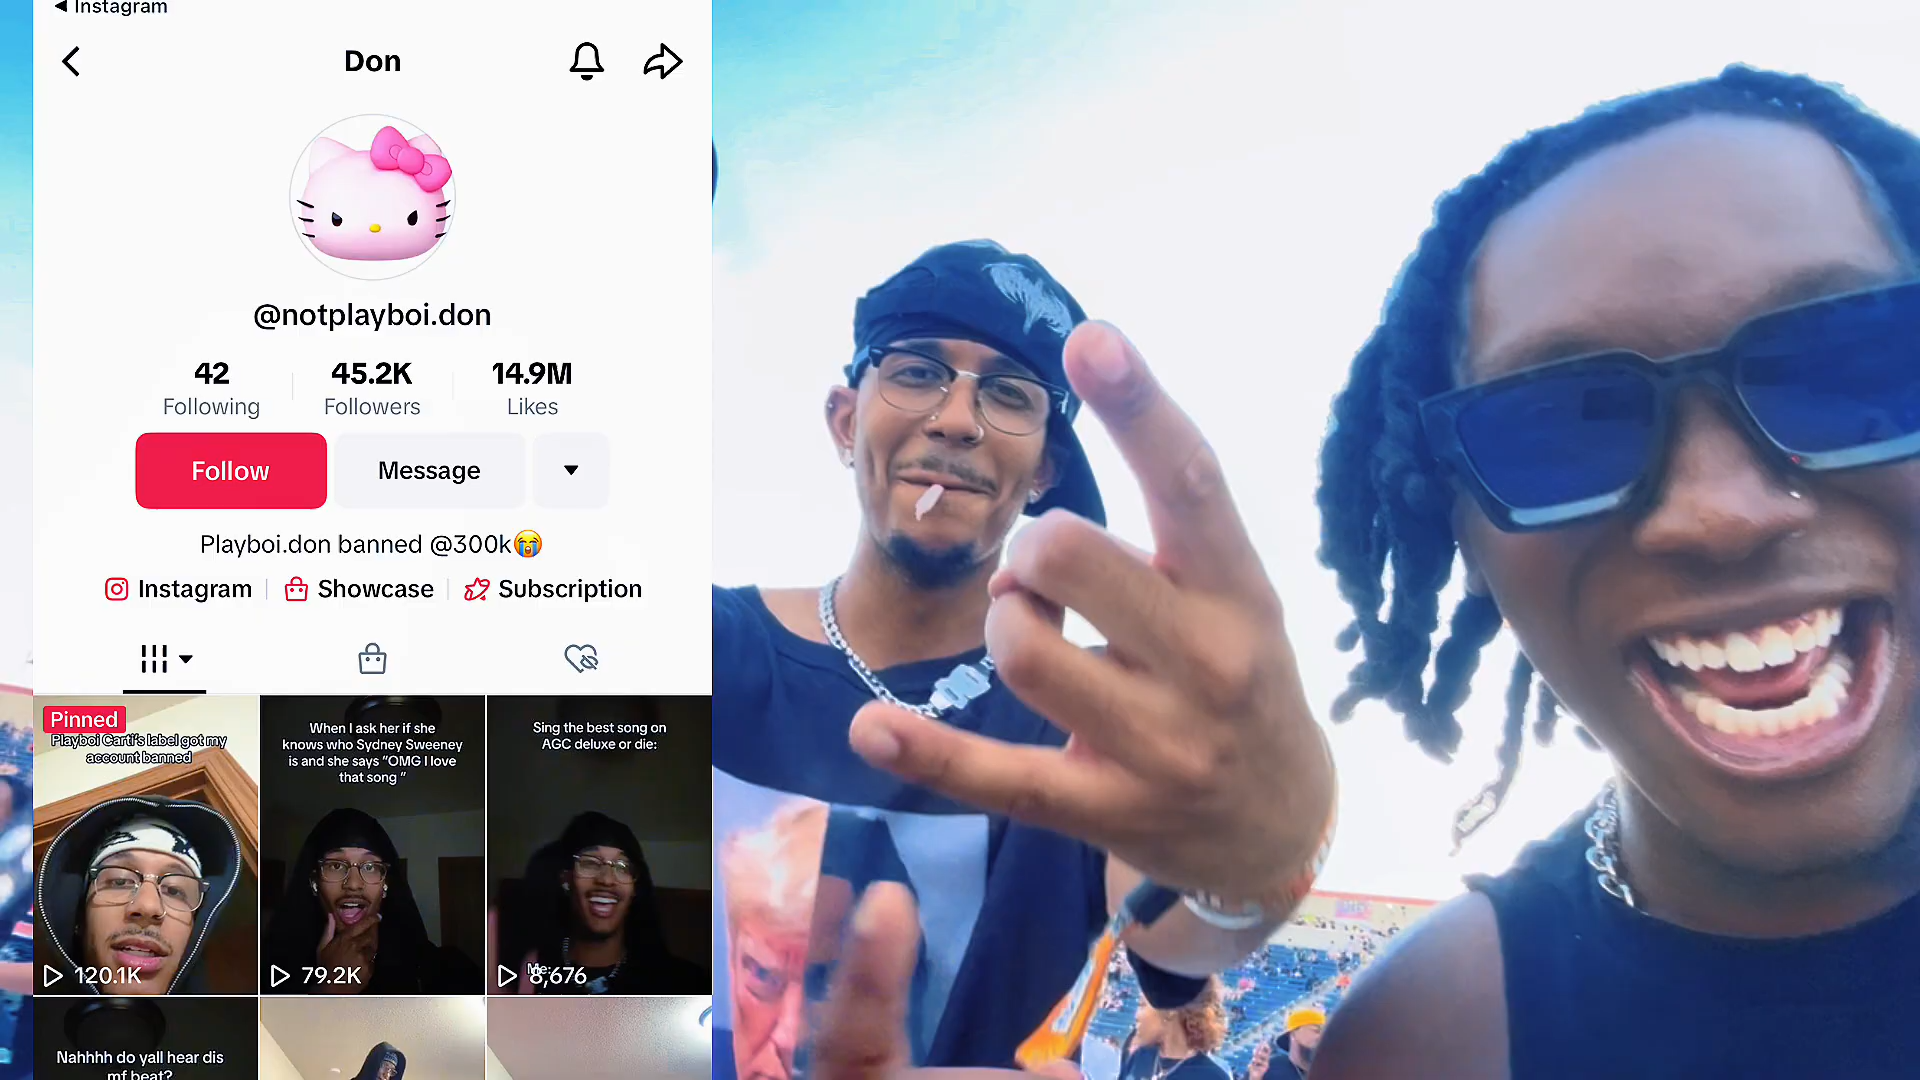 Instagram
Don
@notplayboi.don
42
45.2K
14.9M
Following
Followers
Likes
Follow
Message
Playboi.don banned @300k😭
Instagram
Showcase
Subscription
Pinned
Playboi Carti's label got my
account banned
120.1K
When I ask her if she
knows who Sydney Sweeney
is and she says "OMG I love
that song "
79.2K
Sing the best song on
AGC deluxe or die:
Me:
8,676
Nahhhh do yall hear dis
mf beat?